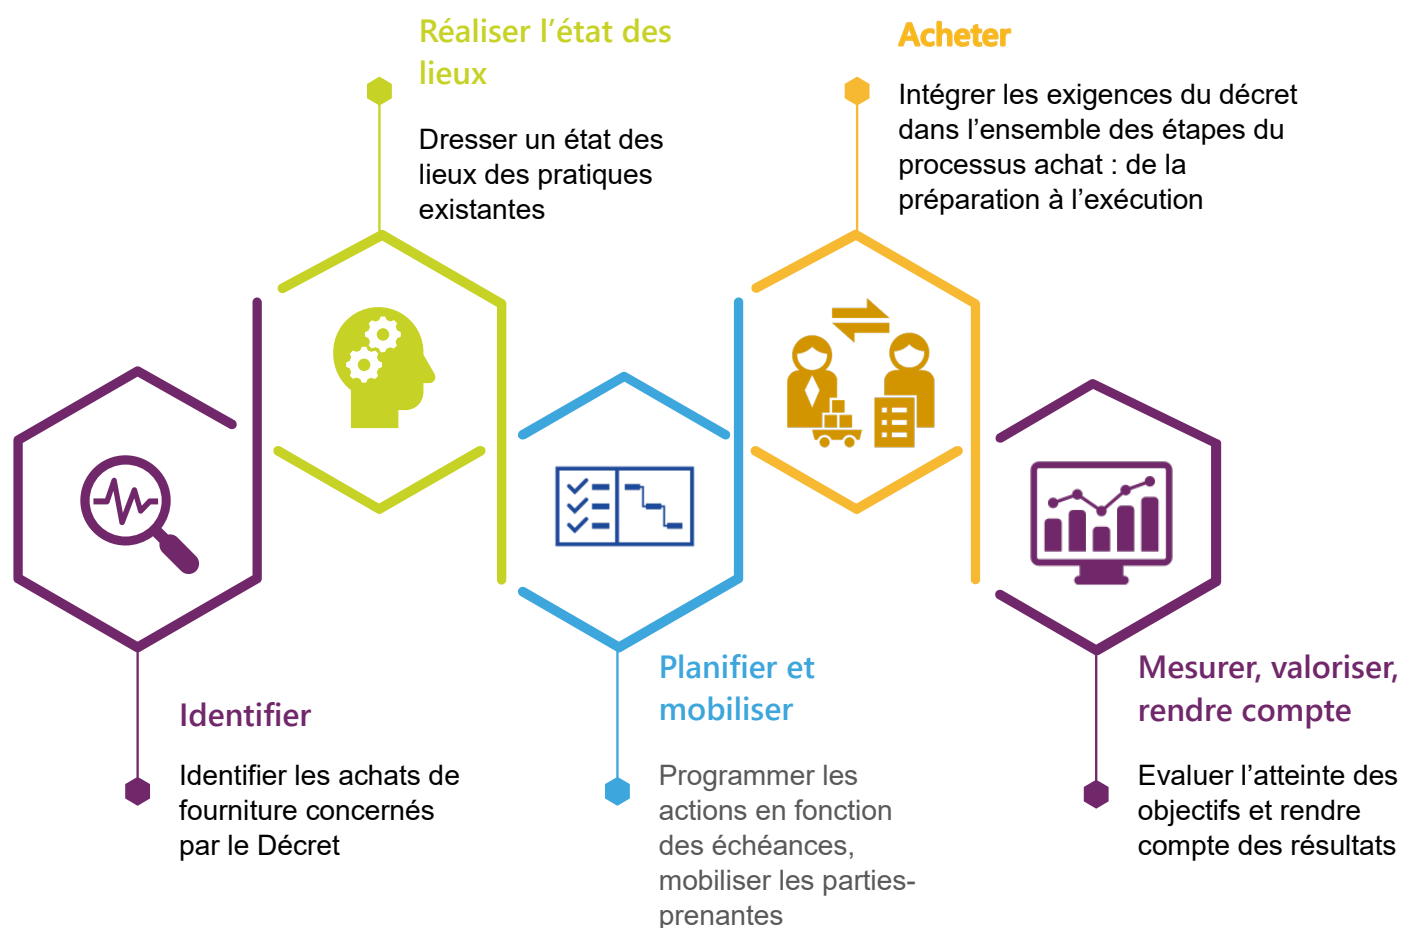 Réaliser l’état des
lieux
Dresser un état des
lieux des pratiques
existantes
Acheter
Intégrer les exigences du décret
dans l’ensemble des étapes du
processus achat : de la
préparation à l’exécution
Identifier
Identifier les achats de
fourniture concernés
par le Décret
Planifier et
mobiliser
Programmer les
actions en fonction
des échéances,
mobiliser les parties-
prenantes
Mesurer, valoriser,
rendre compte
Evaluer l’atteinte des
objectifs et rendre
compte des résultats